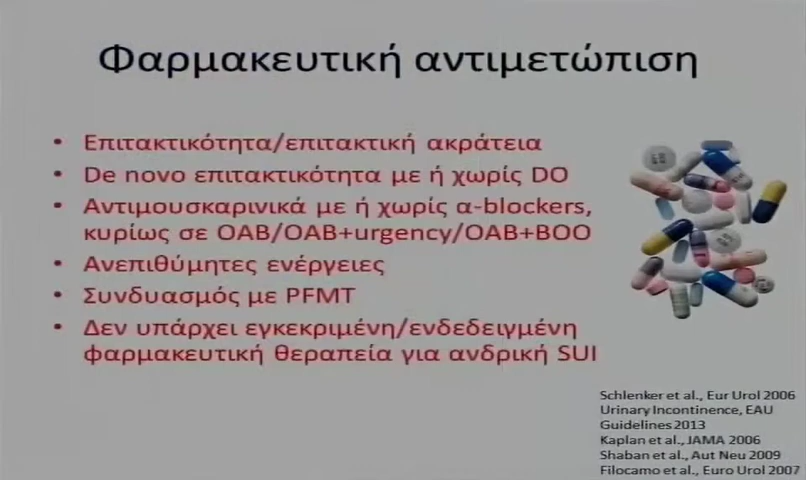 Φαρμακευτική αντιμετώπιση
• Επιτακτικότητα/επιτακτική ακράτεια
• De novo επιτακτικότητα με ή χωρίς DO
• Αντιμουσκαρινικά με ή χωρίς α-blockers,
κυρίως σε OAB/OAB+urgency/OAB+BOO
• Ανεπιθύμητες ενέργειες
• Συνδυασμός με PFMT
• Δεν υπάρχει εγκεκριμένη/ενδεδειγμένη
φαρμακευτική θεραπεία για ανδρική SUI
Schlenker et al., Eur Urol 2006
Urinary Incontinence, EAU
Guidelines 2013
Kaplan et al., JAMA 2006
Shaban et al., Aut Neu 2009
Filocamo et al., Euro Urol 2007